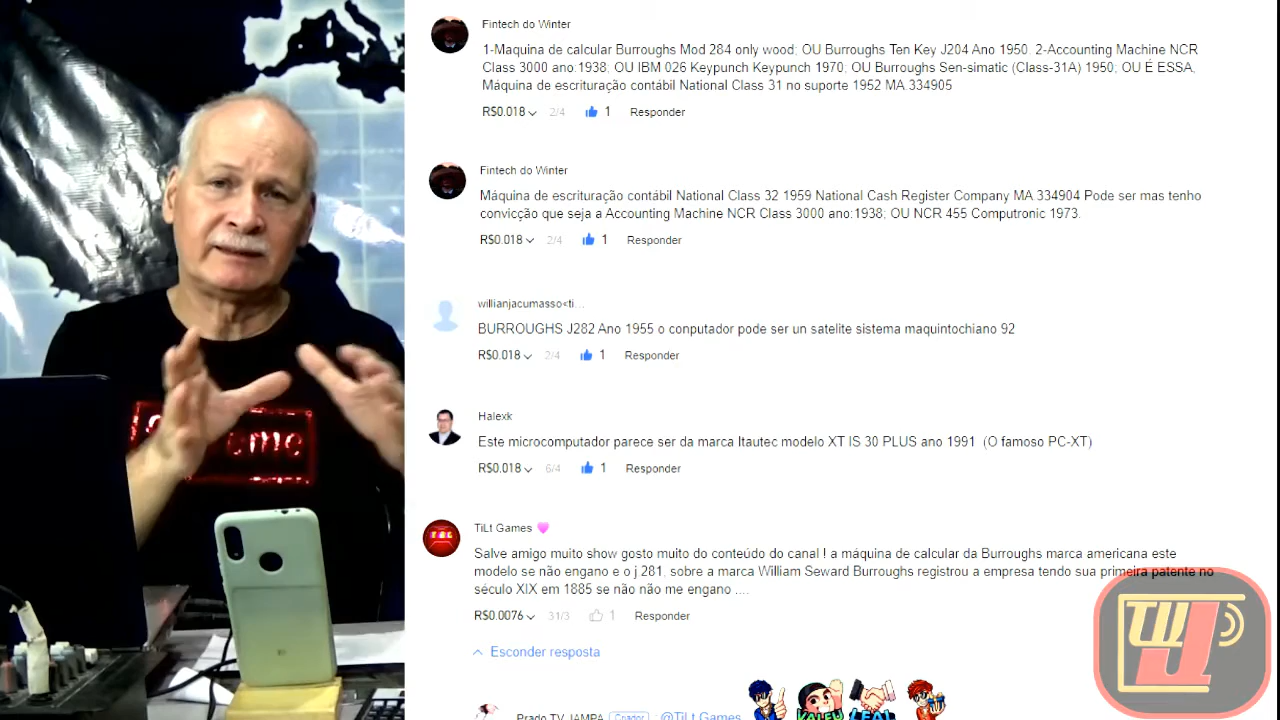 Fintech do Winter
1-Maquina de calcular Burroughs Mod 284 only wood; OU Burroughs Ten Key J204 Ano 1950. 2-Accounting Machine NCR
Class 3000 ano:1938; OU IBM 026 Keypunch Keypunch 1970; OU Burroughs Sen-simatic (Class-31A) 1950; OU É ESSA,
Máquina de escrituração contábil National Class 31 no suporte 1952 MA.334905
R$0.018 2/4 1 Responder
Fintech do Winter
Máquina de escrituração contábil National Class 32 1959 National Cash Register Company MA 334904 Pode ser mas tenho
convicção que seja a Accounting Machine NCR Class 3000 ano:1938; OU NCR 455 Computronic 1973.
R$0.018 2/4 1 Responder
willianjacumasso<ti...
BURROUGHS J282 Ano 1955 o conputador pode ser un satelite sistema maquintochiano 92
R$0.018 2/4 1 Responder
Halexk
Este microcomputador parece ser da marca Itautec modelo XT IS 30 PLUS ano 1991 (O famoso PC-XT)
R$0.018 6/4 1 Responder
TiLt Games
Salve amigo muito show gosto muito do conteúdo do canal ! a máquina de calcular da Burroughs marca americana este
modelo se não engano e o j 281, sobre a marca William Seward Burroughs registrou a empresa tendo sua primeira patente no
século XIX em 1885 se não não me engano ....
R$0.0076 31/3 1 Responder
Esconder resposta
Prado TV JAMPA Criador @TiLt Games
VALEU LEAL
TVJ